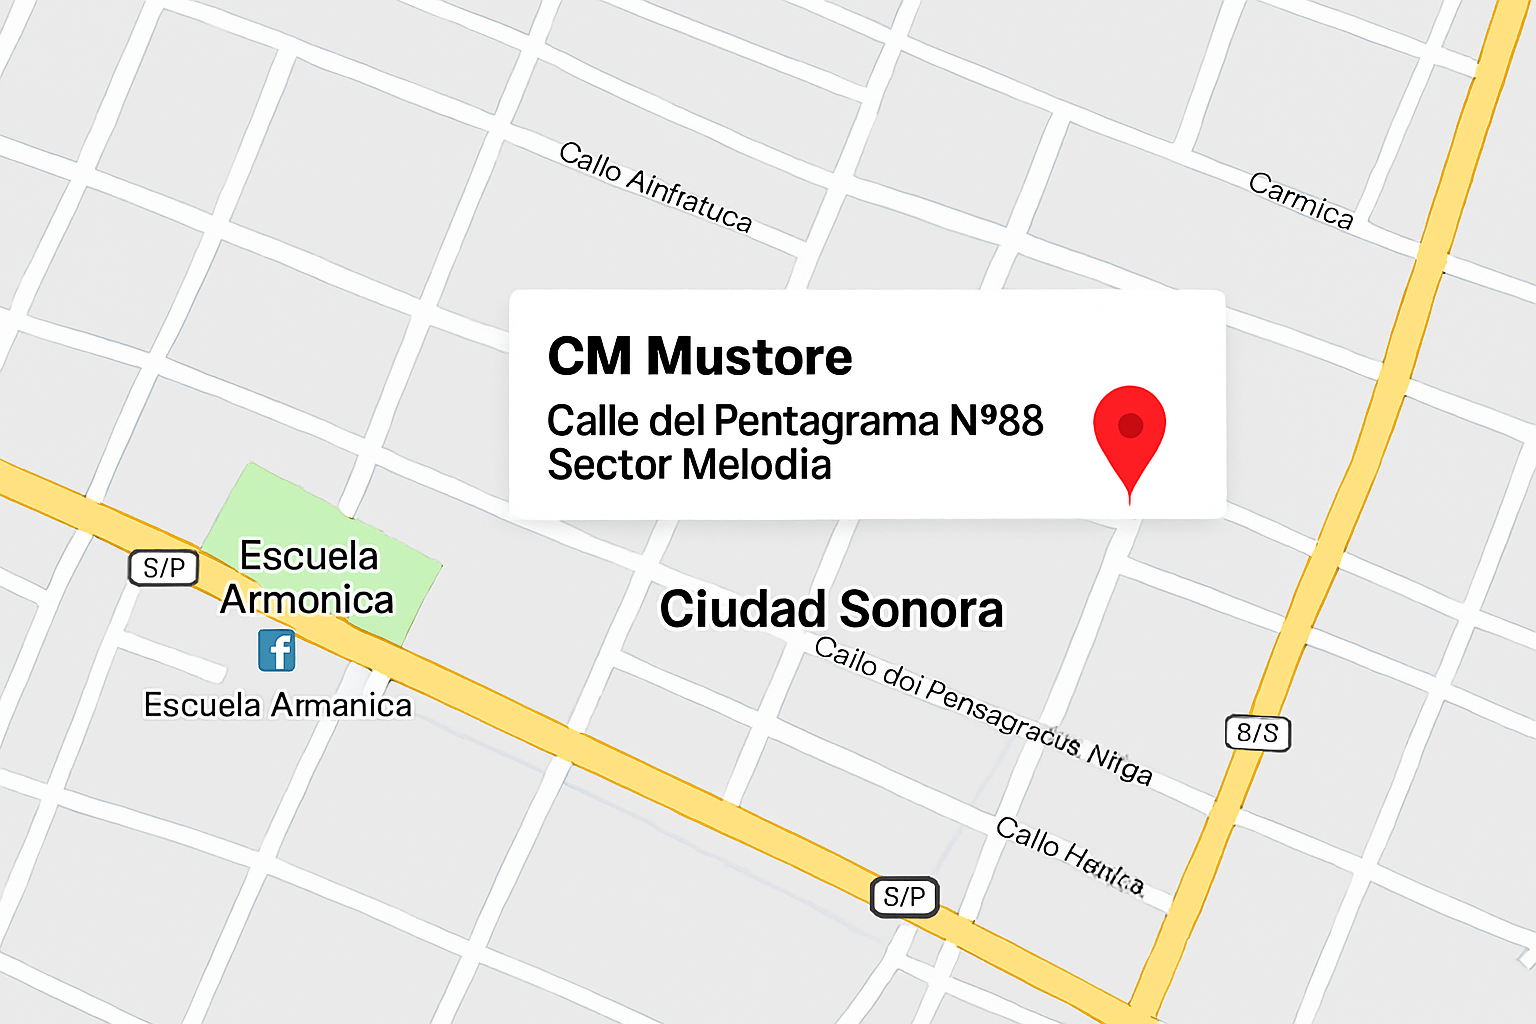 Callo Ainfratuca
Carmica
CM Mustore
Calle del Pentagrama Nº88
Sector Melodia
S/P
Escuela
Armonica
f
Escuela Armanica
Ciudad Sonora
Cailo doi Pensagracus Nitga
8/S
Callo
S/P